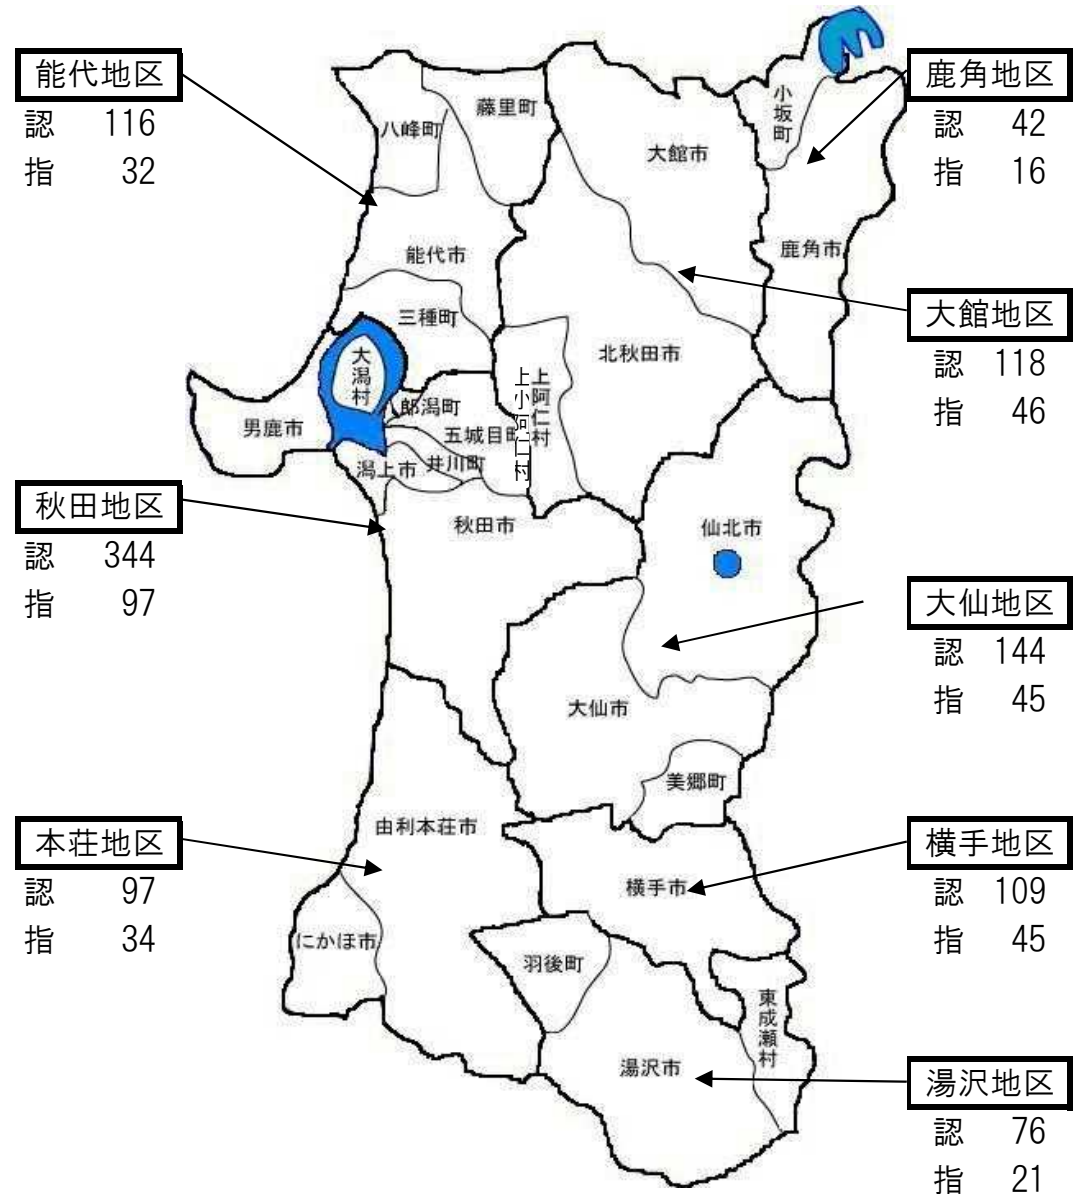 能代地区
認 116
指 32
鹿角地区
認 42
指 16
大館地区
認 118
指 46
秋田地区
認 344
指 97
大仙地区
認 144
指 45
本荘地区
認 97
指 34
横手地区
認 109
指 45
湯沢地区
認 76
指 21
八峰町
藤里町
小坂町
大館市
鹿角市
能代市
三種町
北秋田市
大潟村
上小阿仁村
上阿仁村
男鹿市
郎潟町
五城目町
井川町
潟上市
秋田市
仙北市
大仙市
美郷町
由利本荘市
横手市
にかほ市
羽後町
東成瀬村
湯沢市